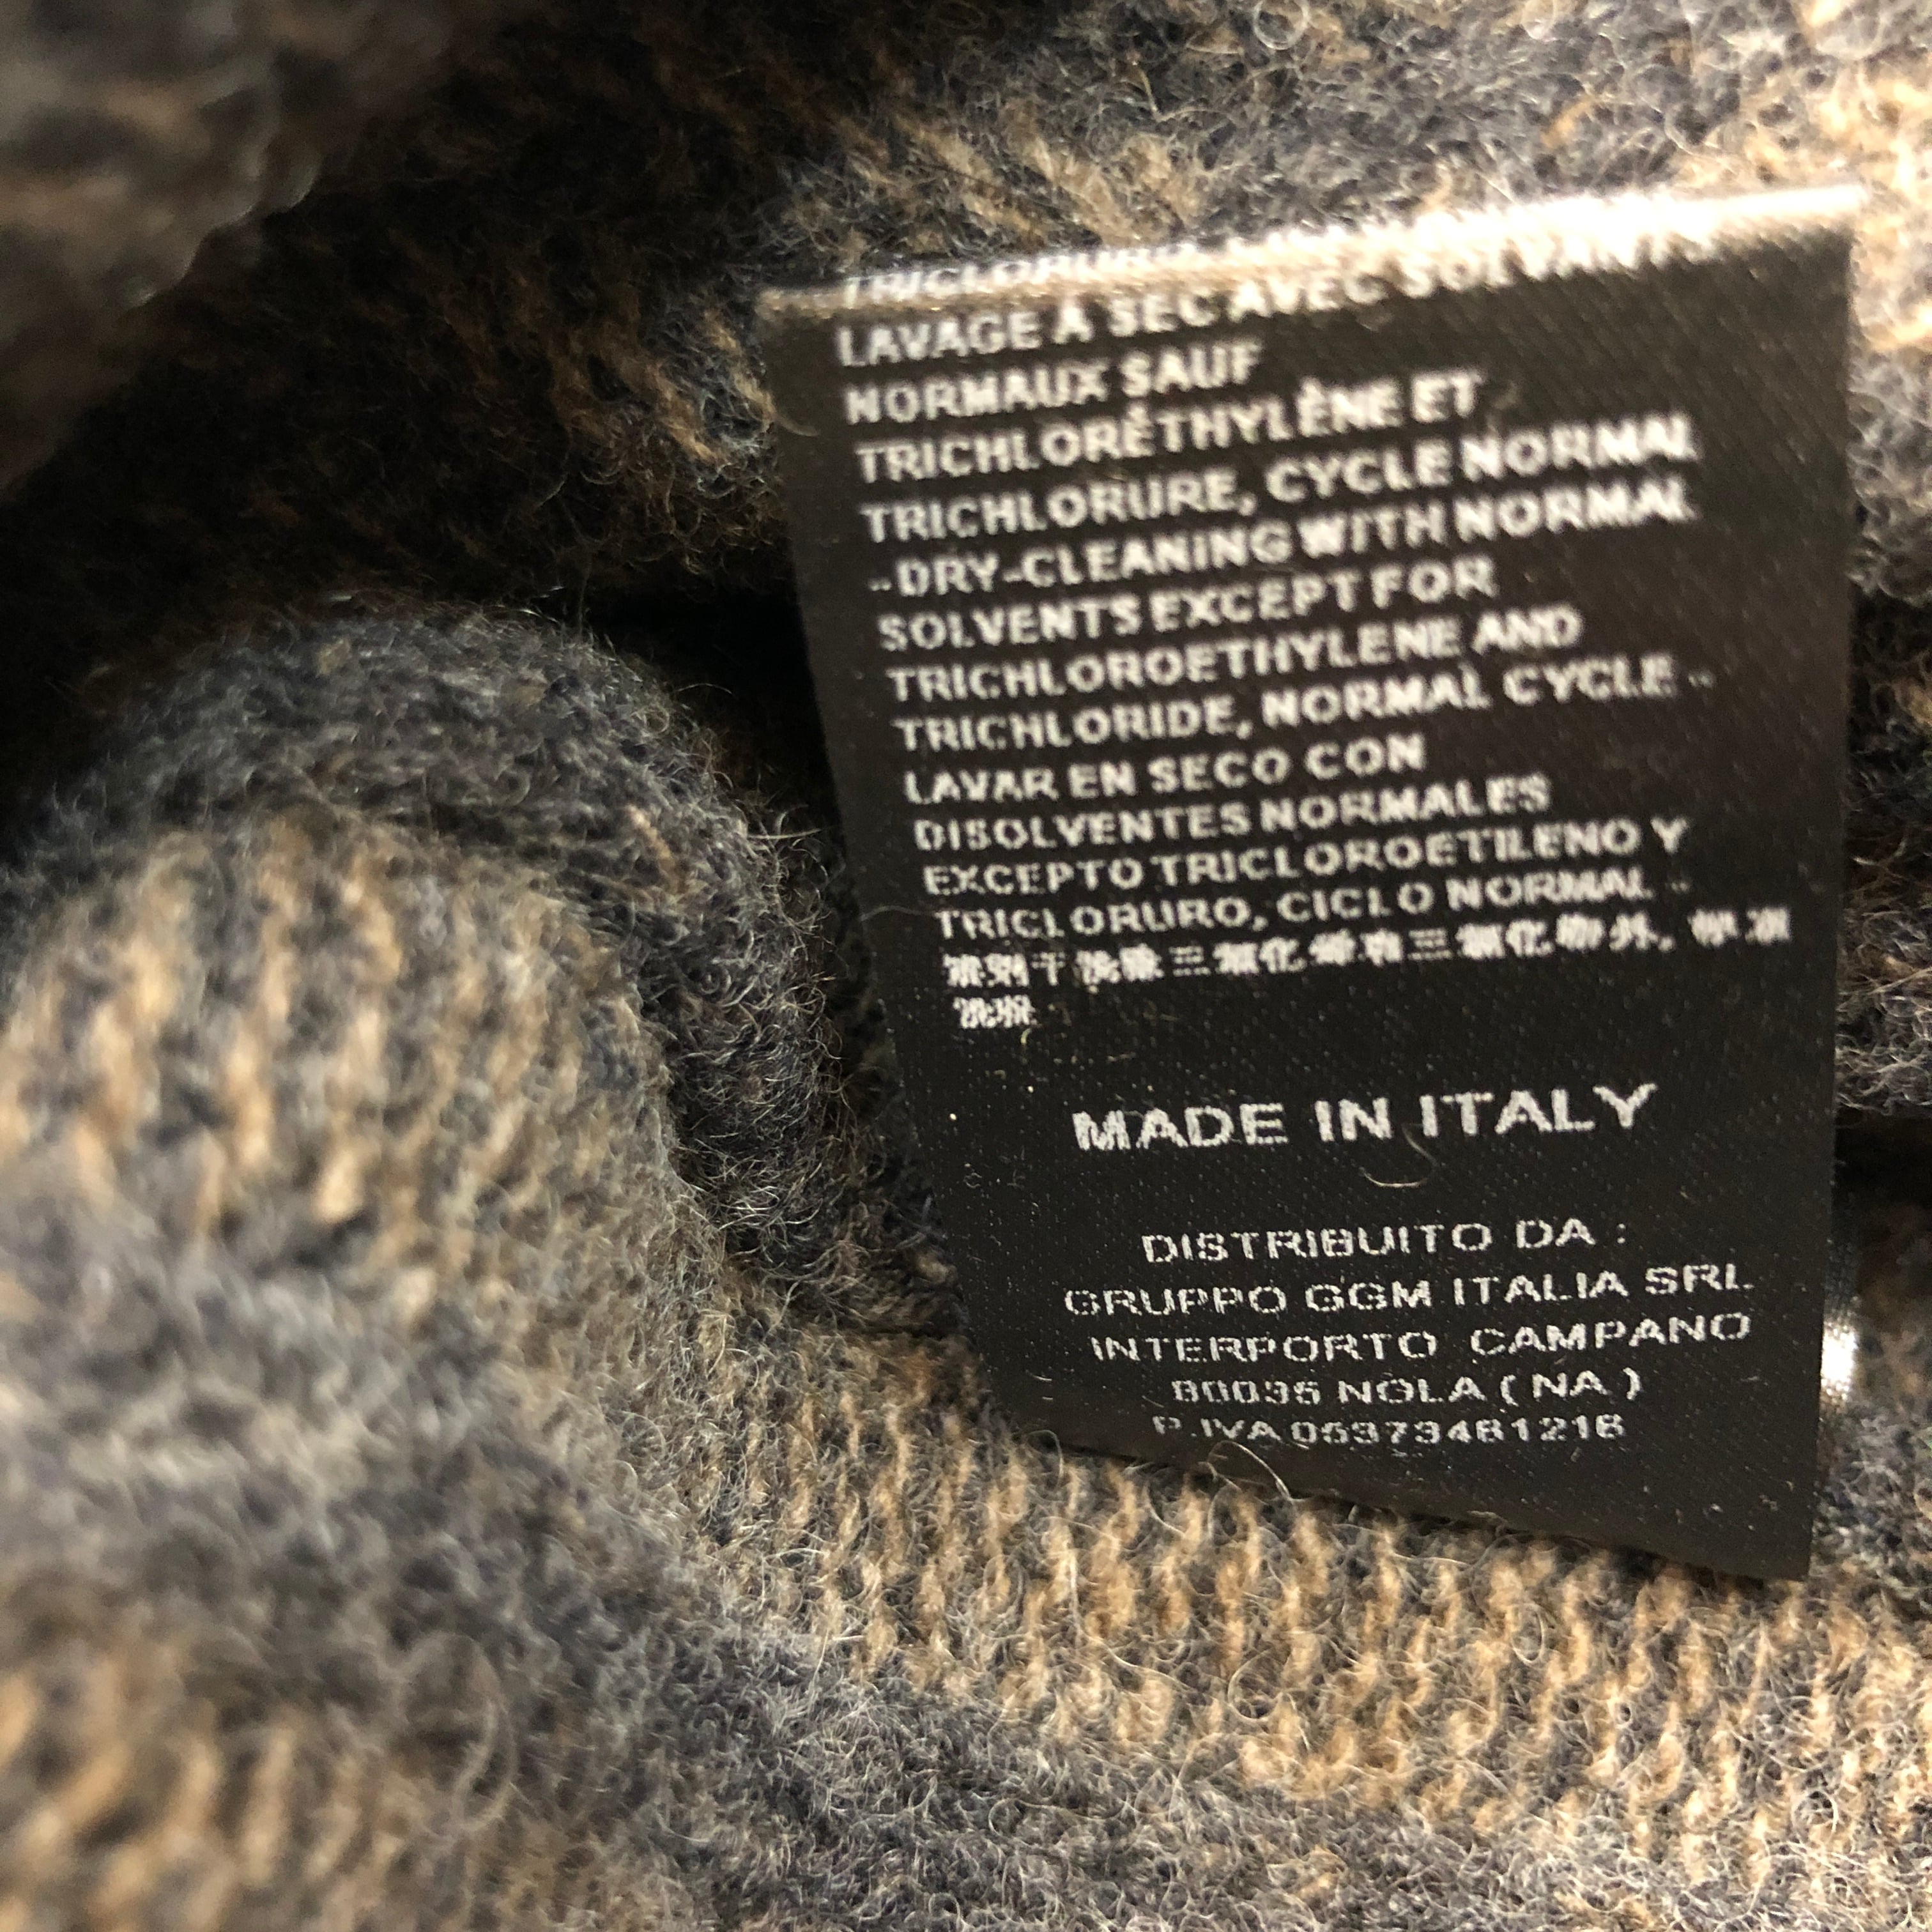 LAVAGE À SEC AVEC SOLVANTS
NORMAUX SAUF
TRICHLORÉTHYLÈNE ET
TRICHLORURE, CYCLE NORMAL
-DRY-CLEANING WITH NORMAL
SOLVENTS EXCEPT FOR
TRICHLOROETHYLENE AND
TRICHLORIDE, NORMAL CYCLE -
LAVAR EN SECO CON
DISOLVENTES NORMALES
EXCEPTO TRICLOROETILENO Y
TRICLORURO, CICLO NORMAL -
MADE IN ITALY
DISTRIBUITO DA :
GRUPPO GGM ITALIA SRL
INTERPORTO CAMPANO
80035 NOLA ( NA )
P.IVA